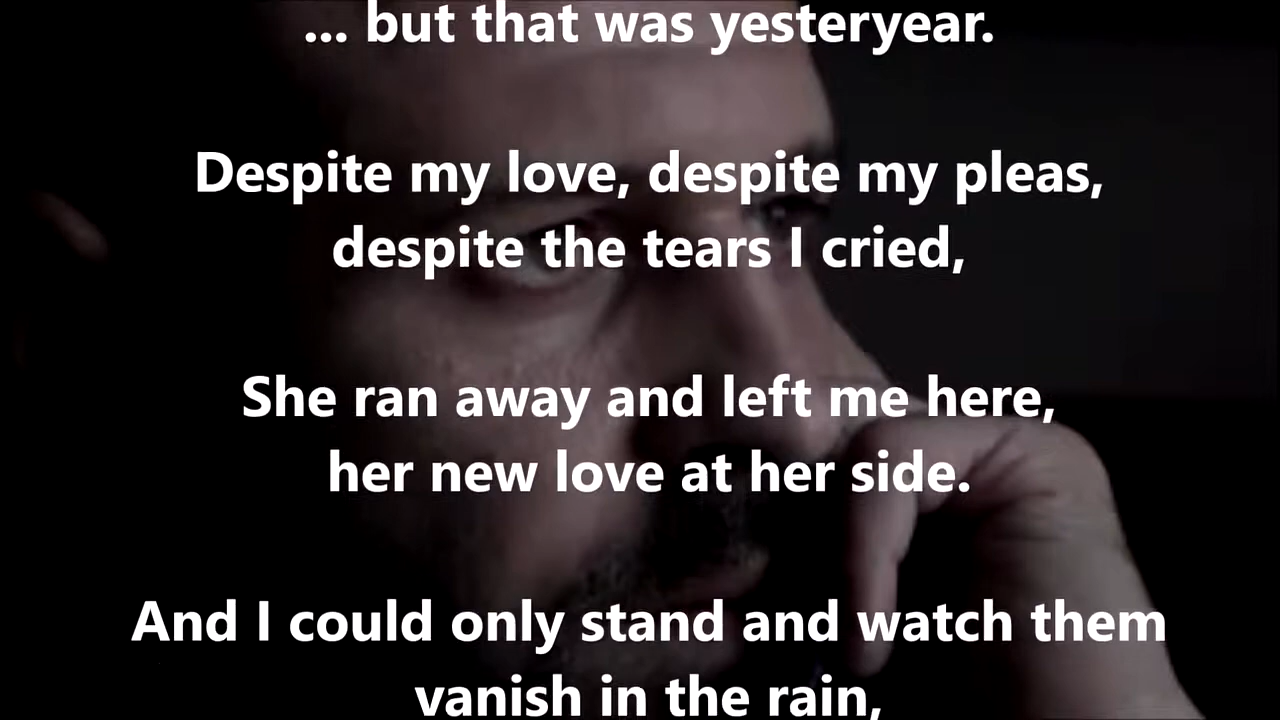 ... but that was yesteryear.
Despite my love, despite my pleas,
despite the tears I cried,
She ran away and left me here,
her new love at her side.
And I could only stand and watch them
vanish in the rain,